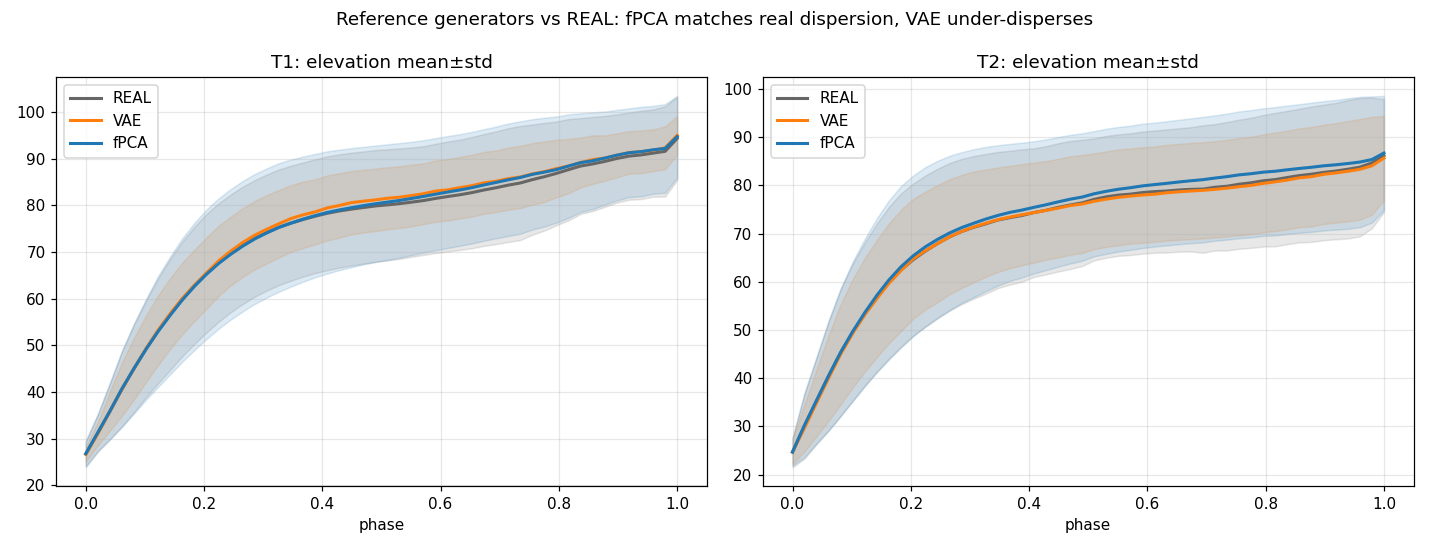 Reference generators vs REAL: fPCA matches real dispersion, VAE under-disperses
T1: elevation mean±std
REAL
VAE
fPCA
100
90
80
70
60
50
40
30
20
0.0 0.2 0.4 0.6 0.8 1.0
phase
T2: elevation mean±std
REAL
VAE
fPCA
100
90
80
70
60
50
40
30
20
0.0 0.2 0.4 0.6 0.8 1.0
phase